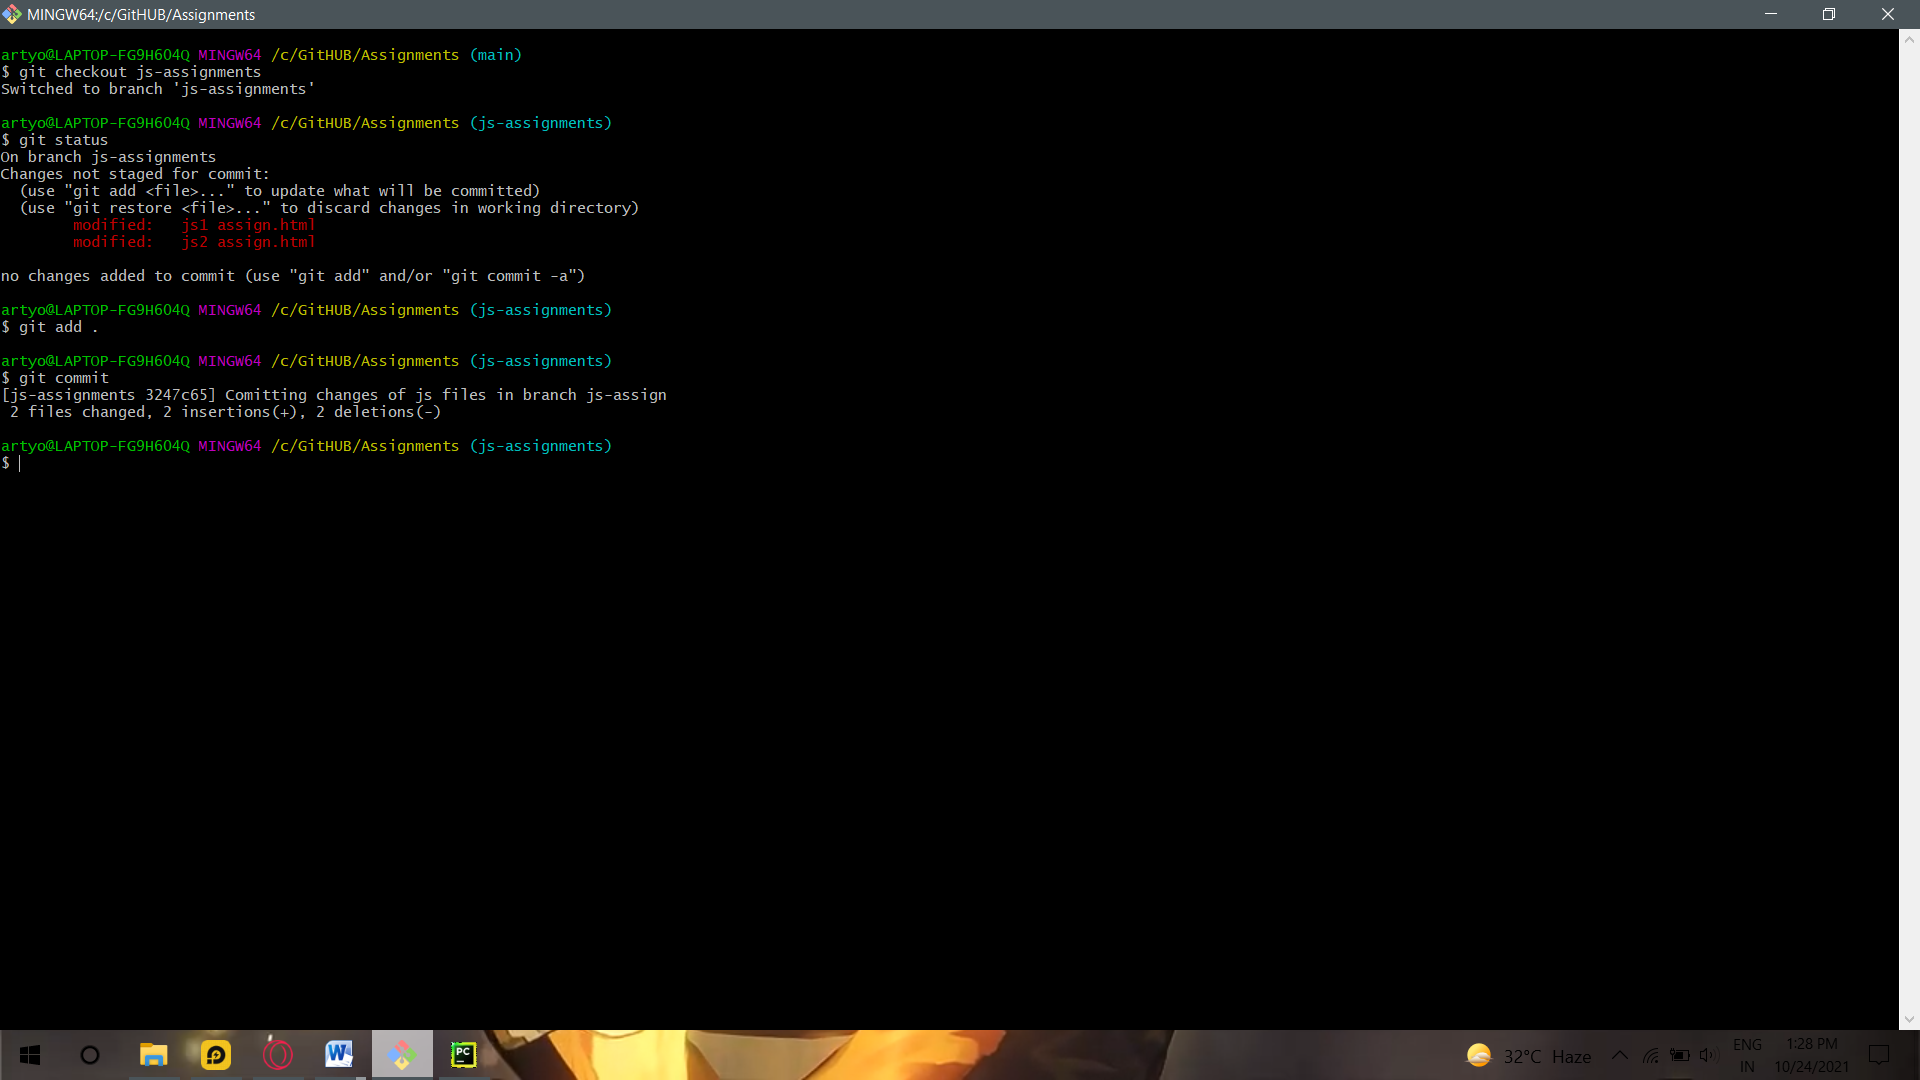 MINGW64:/c/GitHUB/Assignments
artyo@LAPTOP-FG9H6O4Q MINGW64 /c/GitHUB/Assignments (main)
$ git checkout js-assignments
Switched to branch 'js-assignments'
artyo@LAPTOP-FG9H6O4Q MINGW64 /c/GitHUB/Assignments (js-assignments)
$ git status
On branch js-assignments
Changes not staged for commit:
  (use "git add <file>..." to update what will be committed)
  (use "git restore <file>..." to discard changes in working directory)
        modified:   js1 assign.html
        modified:   js2 assign.html
no changes added to commit (use "git add" and/or "git commit -a")
artyo@LAPTOP-FG9H6O4Q MINGW64 /c/GitHUB/Assignments (js-assignments)
$ git add .
artyo@LAPTOP-FG9H6O4Q MINGW64 /c/GitHUB/Assignments (js-assignments)
$ git commit
[js-assignments 3247c65] Comitting changes of js files in branch js-assign
 2 files changed, 2 insertions(+), 2 deletions(-)
artyo@LAPTOP-FG9H6O4Q MINGW64 /c/GitHUB/Assignments (js-assignments)
$
W
PC
32°C Haze
ENG
IN
1:28 PM
10/24/2021